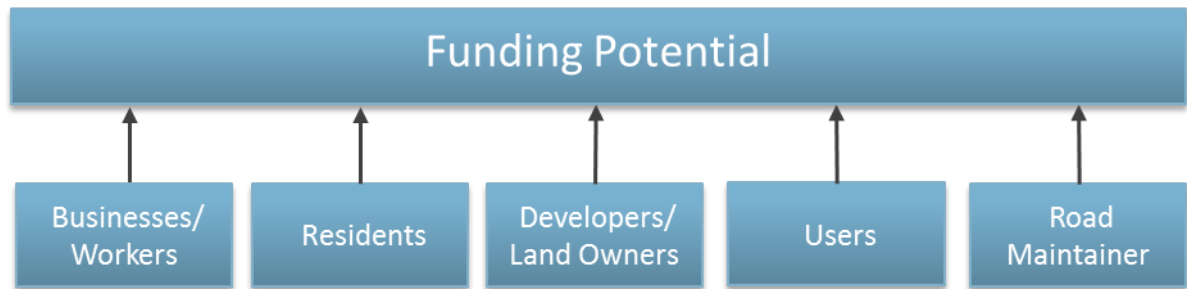 Funding Potential
Businesses/
Workers
Residents
Developers/
Land Owners
Users
Road
Maintainer